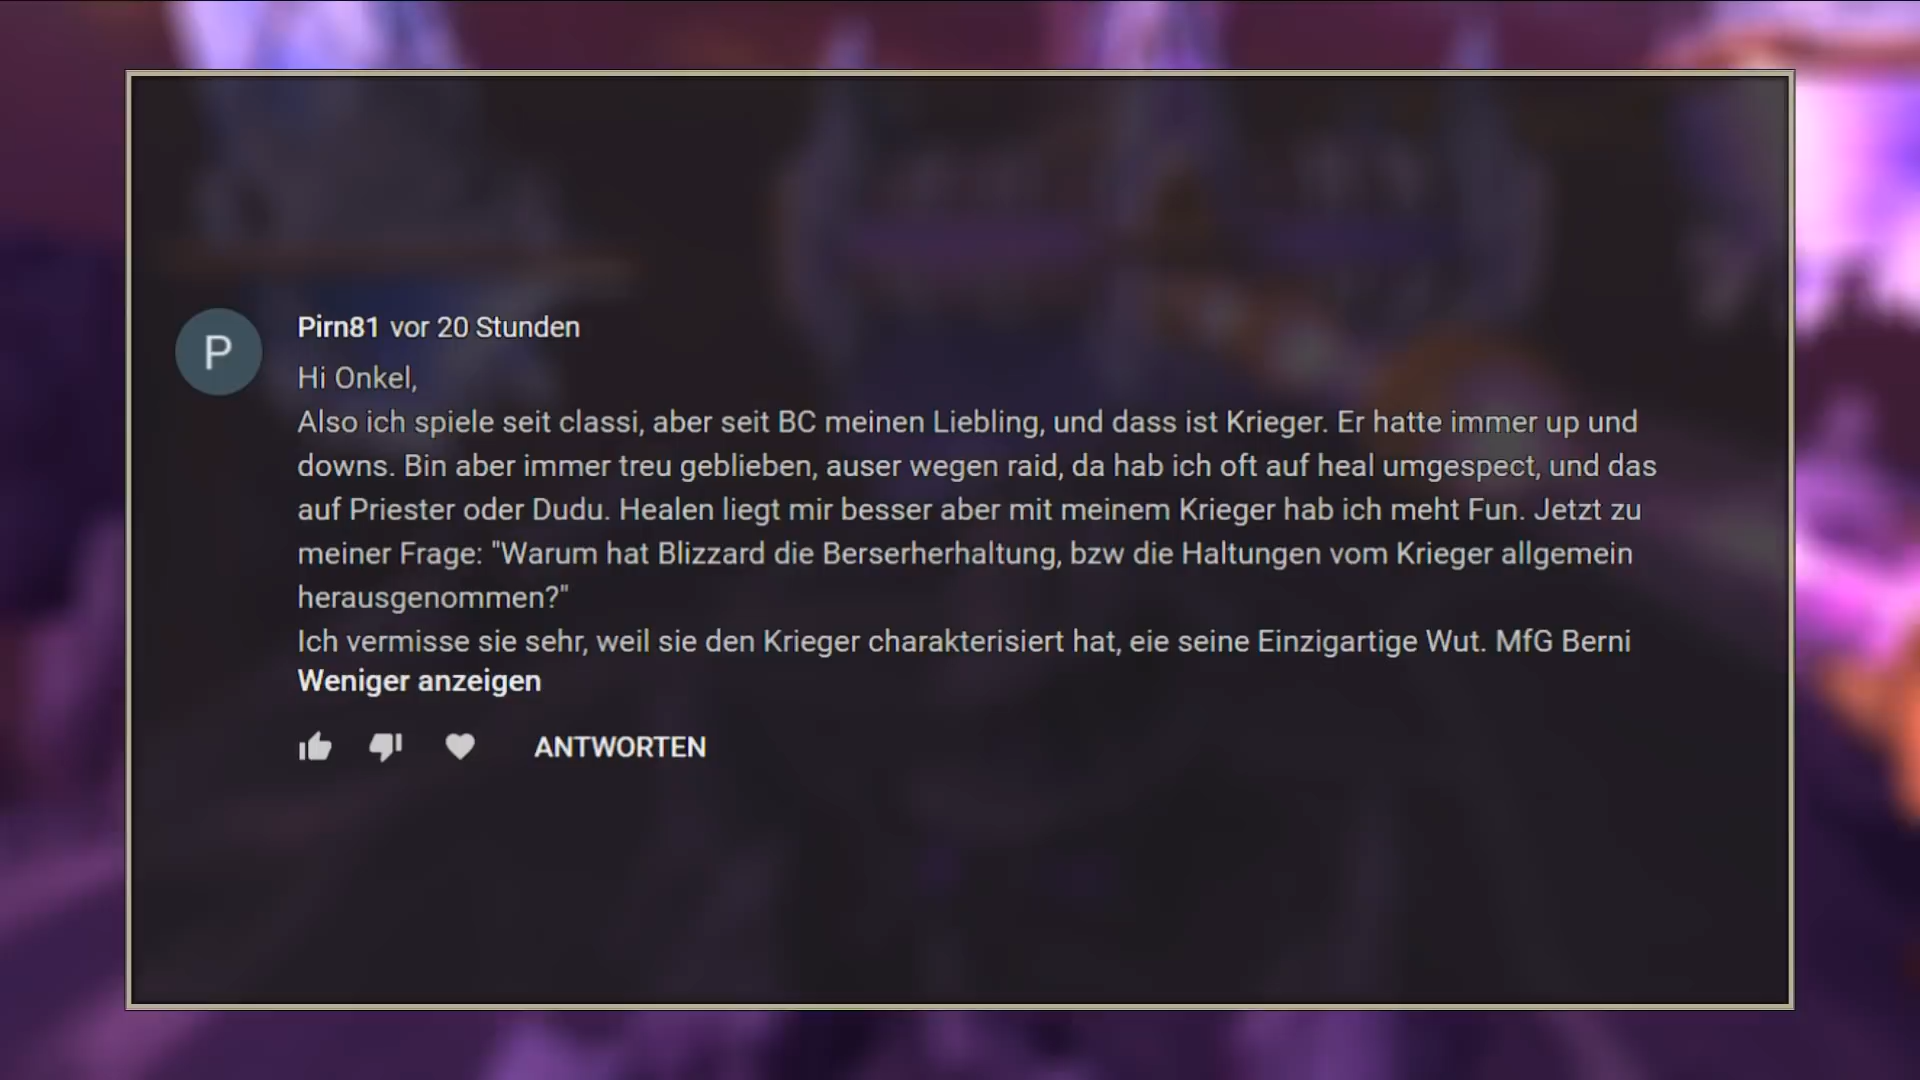 P
Pirn81 vor 20 Stunden
Hi Onkel,
Also ich spiele seit classi, aber seit BC meinen Liebling, und dass ist Krieger. Er hatte immer up und
downs. Bin aber immer treu geblieben, auser wegen raid, da hab ich oft auf heal umgespect, und das
auf Priester oder Dudu. Healen liegt mir besser aber mit meinem Krieger hab ich meht Fun. Jetzt zu
meiner Frage: "Warum hat Blizzard die Berserherhaltung, bzw die Haltungen vom Krieger allgemein
herausgenommen?"
Ich vermisse sie sehr, weil sie den Krieger charakterisiert hat, eie seine Einzigartige Wut. MfG Berni
Weniger anzeigen
ANTWORTEN